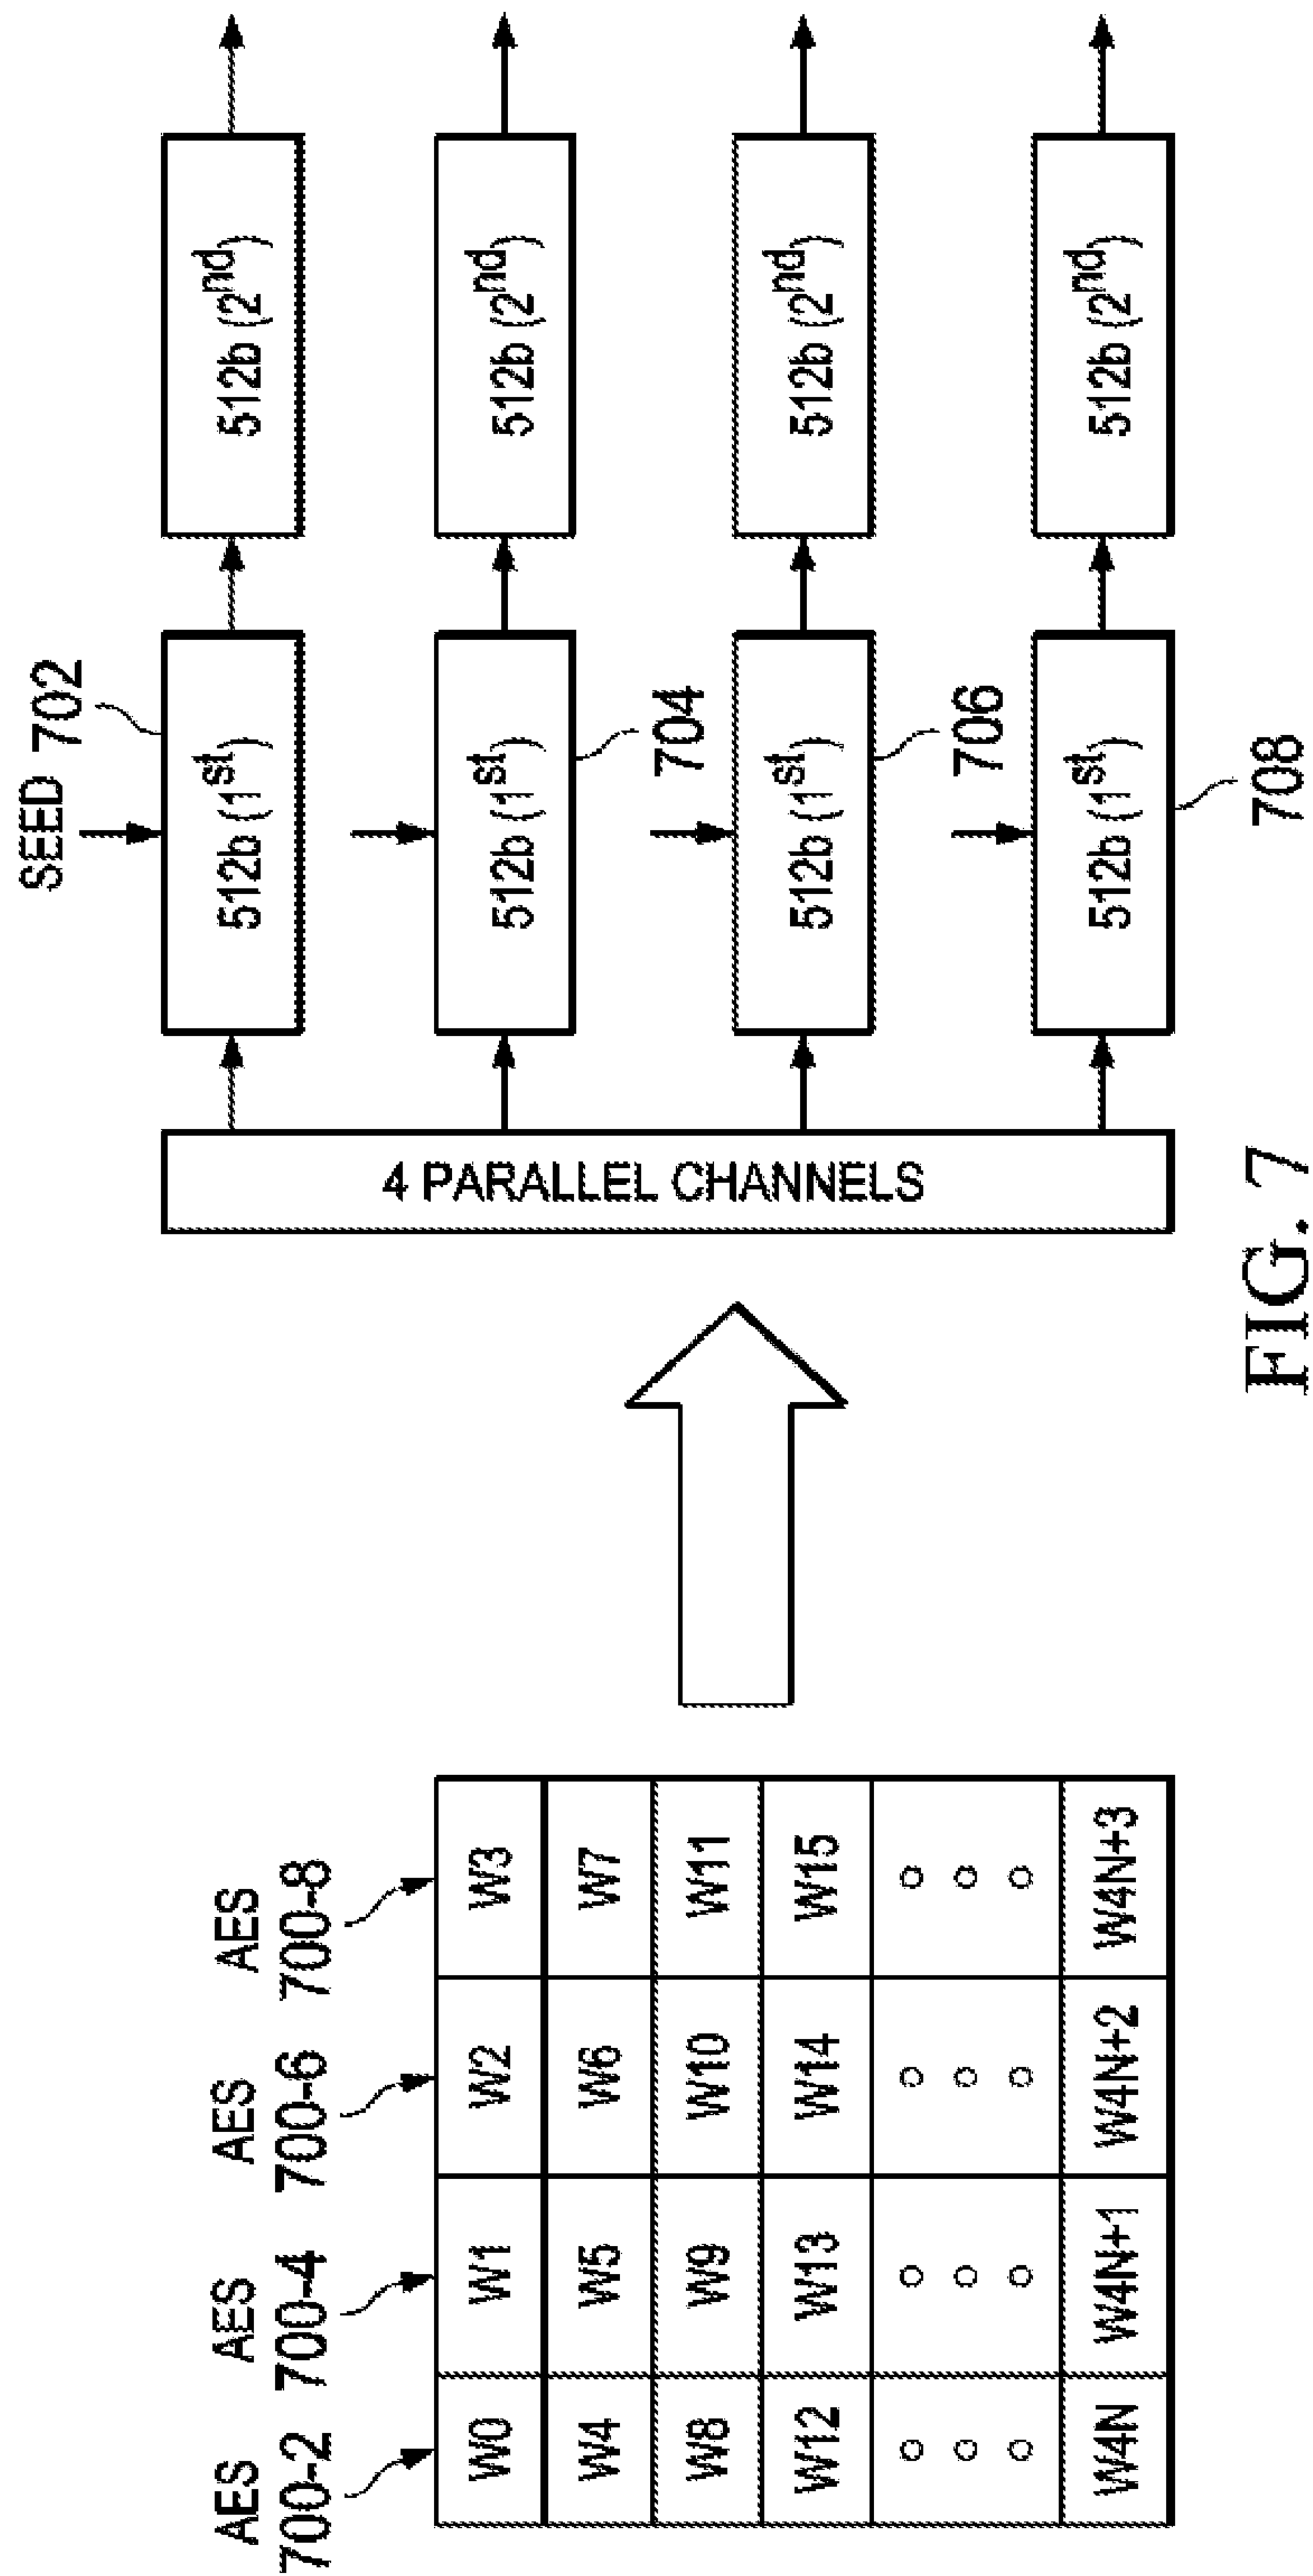 AES AES AES AES
700-2 700-4 700-6 700-8
W0 W1 W2 W3
W4 W5 W6 W7
W8 W9 W10 W11
W12 W13 W14 W15
W4N W4N+1 W4N+2 W4N+3
4 PARALLEL CHANNELS
SEED 702
512b (1st) 512b (2nd)
512b (1st) 512b (2nd)
704
512b (1st) 512b (2nd)
706
512b (1st) 512b (2nd)
708
FIG. 7